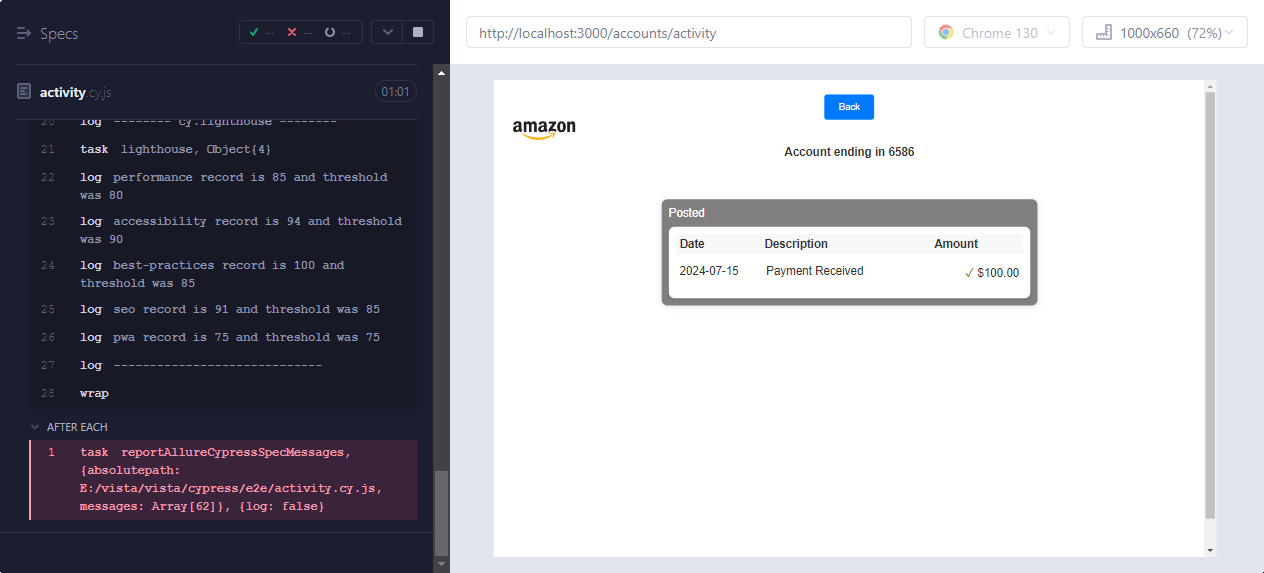 Specs
-- -- --
activity.cy.js
01:01
20 log -------- cy.lighthouse --------
21 task lighthouse, Object{4}
22 log performance record is 85 and threshold
was 80
23 log accessibility record is 94 and threshold
was 90
24 log best-practices record is 100 and
threshold was 85
25 log seo record is 91 and threshold was 85
26 log pwa record is 75 and threshold was 75
27 log -----------------------------
28 wrap
AFTER EACH
1 task reportAllureCypressSpecMessages,
{absolutepath:
E:/vista/vista/cypress/e2e/activity.cy.js,
messages: Array[62]}, {log: false}
http://localhost:3000/accounts/activity
Chrome 130
1000x660 (72%)
Back
amazon
Account ending in 6586
Posted
Date Description Amount
2024-07-15 Payment Received ✓ $100.00